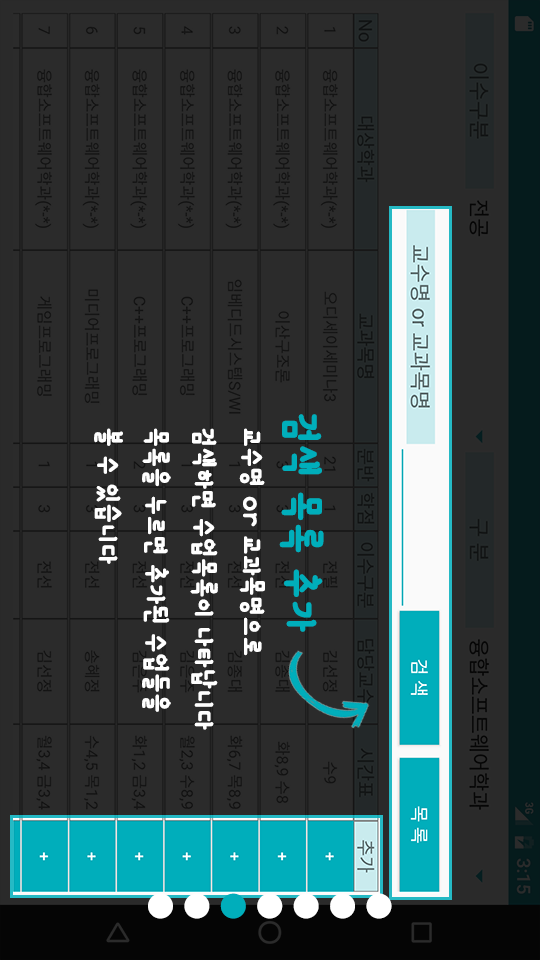 3G 3:15
이수구분 전공 구분 융합소프트웨어학과
교수명 or 교과목명 검색 목록
No 대상학과 교과목명 분반 학점 이수구분 담당교수 시간표 추가
1 융합소프트웨어학과(*-*) 오디세이세미나3 21 1 전필 김선정 수9 +
2 융합소프트웨어학과(*-*) 이산구조론 3 전선 김종대 화8,9 수8 +
3 융합소프트웨어학과(*-*) 임베디드시스템S/W I 1 3 전선 김종대 화6,7 목8,9 +
4 융합소프트웨어학과(*-*) C++프로그래밍 전선 월2,3 수8,9 +
5 융합소프트웨어학과(*-*) C++프로그래밍 2 전선 화1,2 금3,4 +
6 융합소프트웨어학과(*-*) 미디어프로그래밍 1 3 전선 송혜정 수4,5 목1,2 +
7 융합소프트웨어학과(*-*) 게임프로그래밍 1 3 전선 김선정 월3,4 금3,4 +
검색 목록 추가
교수명 or 교과목명으로
검색하면 수업목록이 나타납니다
목록을 누르면 추가된 수업들을
볼 수 있습니다